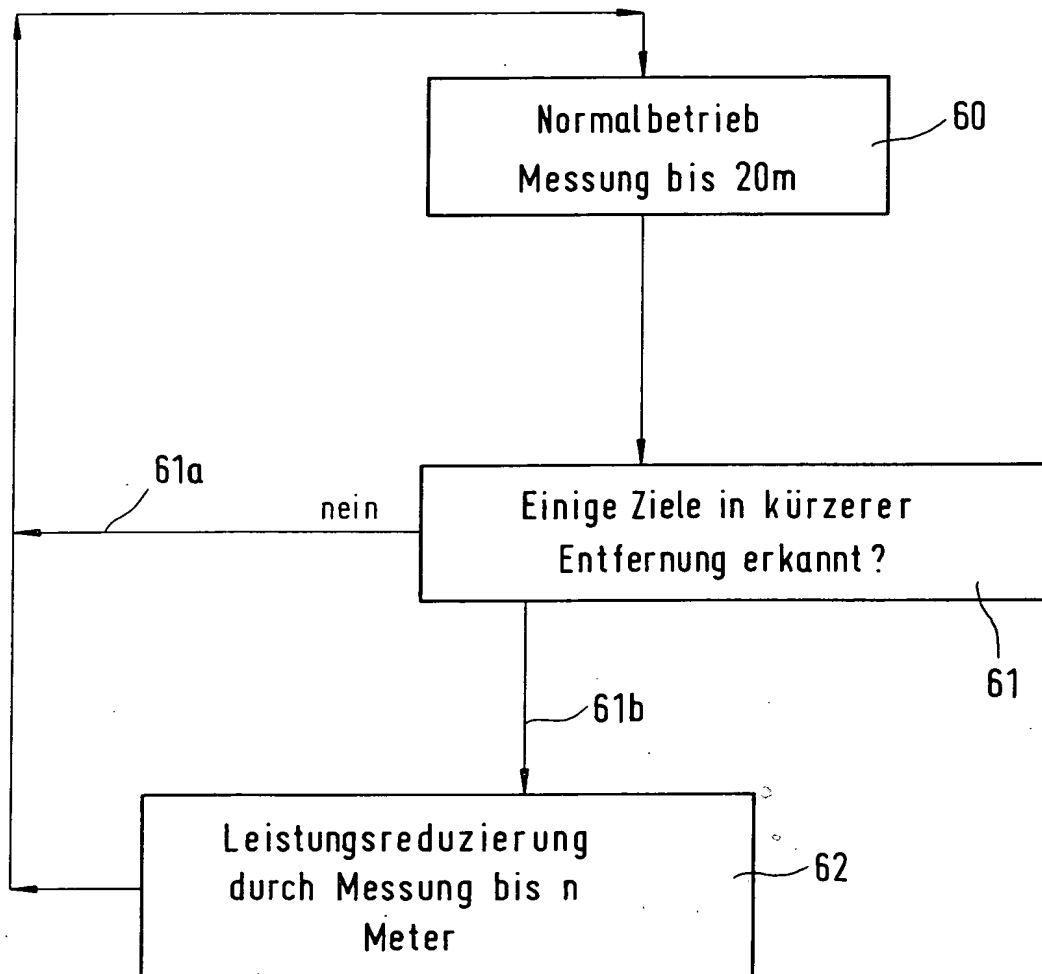 Normalbetrieb
Messung bis 20m
60
61a
nein
Einige Ziele in kürzerer
Entfernung erkannt?
61
61b
Leistungsreduzierung
durch Messung bis n
Meter
62